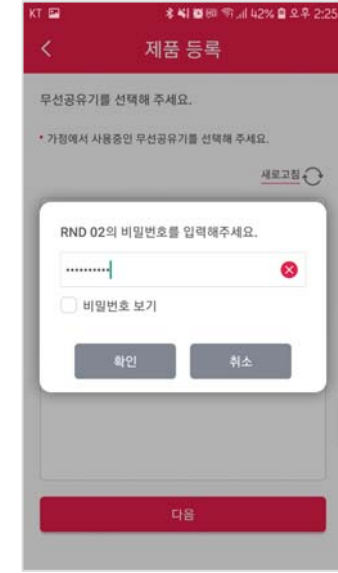 KT 42% 오후 2:25
제품 등록
무선공유기를 선택해 주세요.
• 가정에서 사용중인 무선공유기를 선택해 주세요.
새로고침
RND 02의 비밀번호를 입력해주세요.
••••••••••
비밀번호 보기
확인 취소
다음